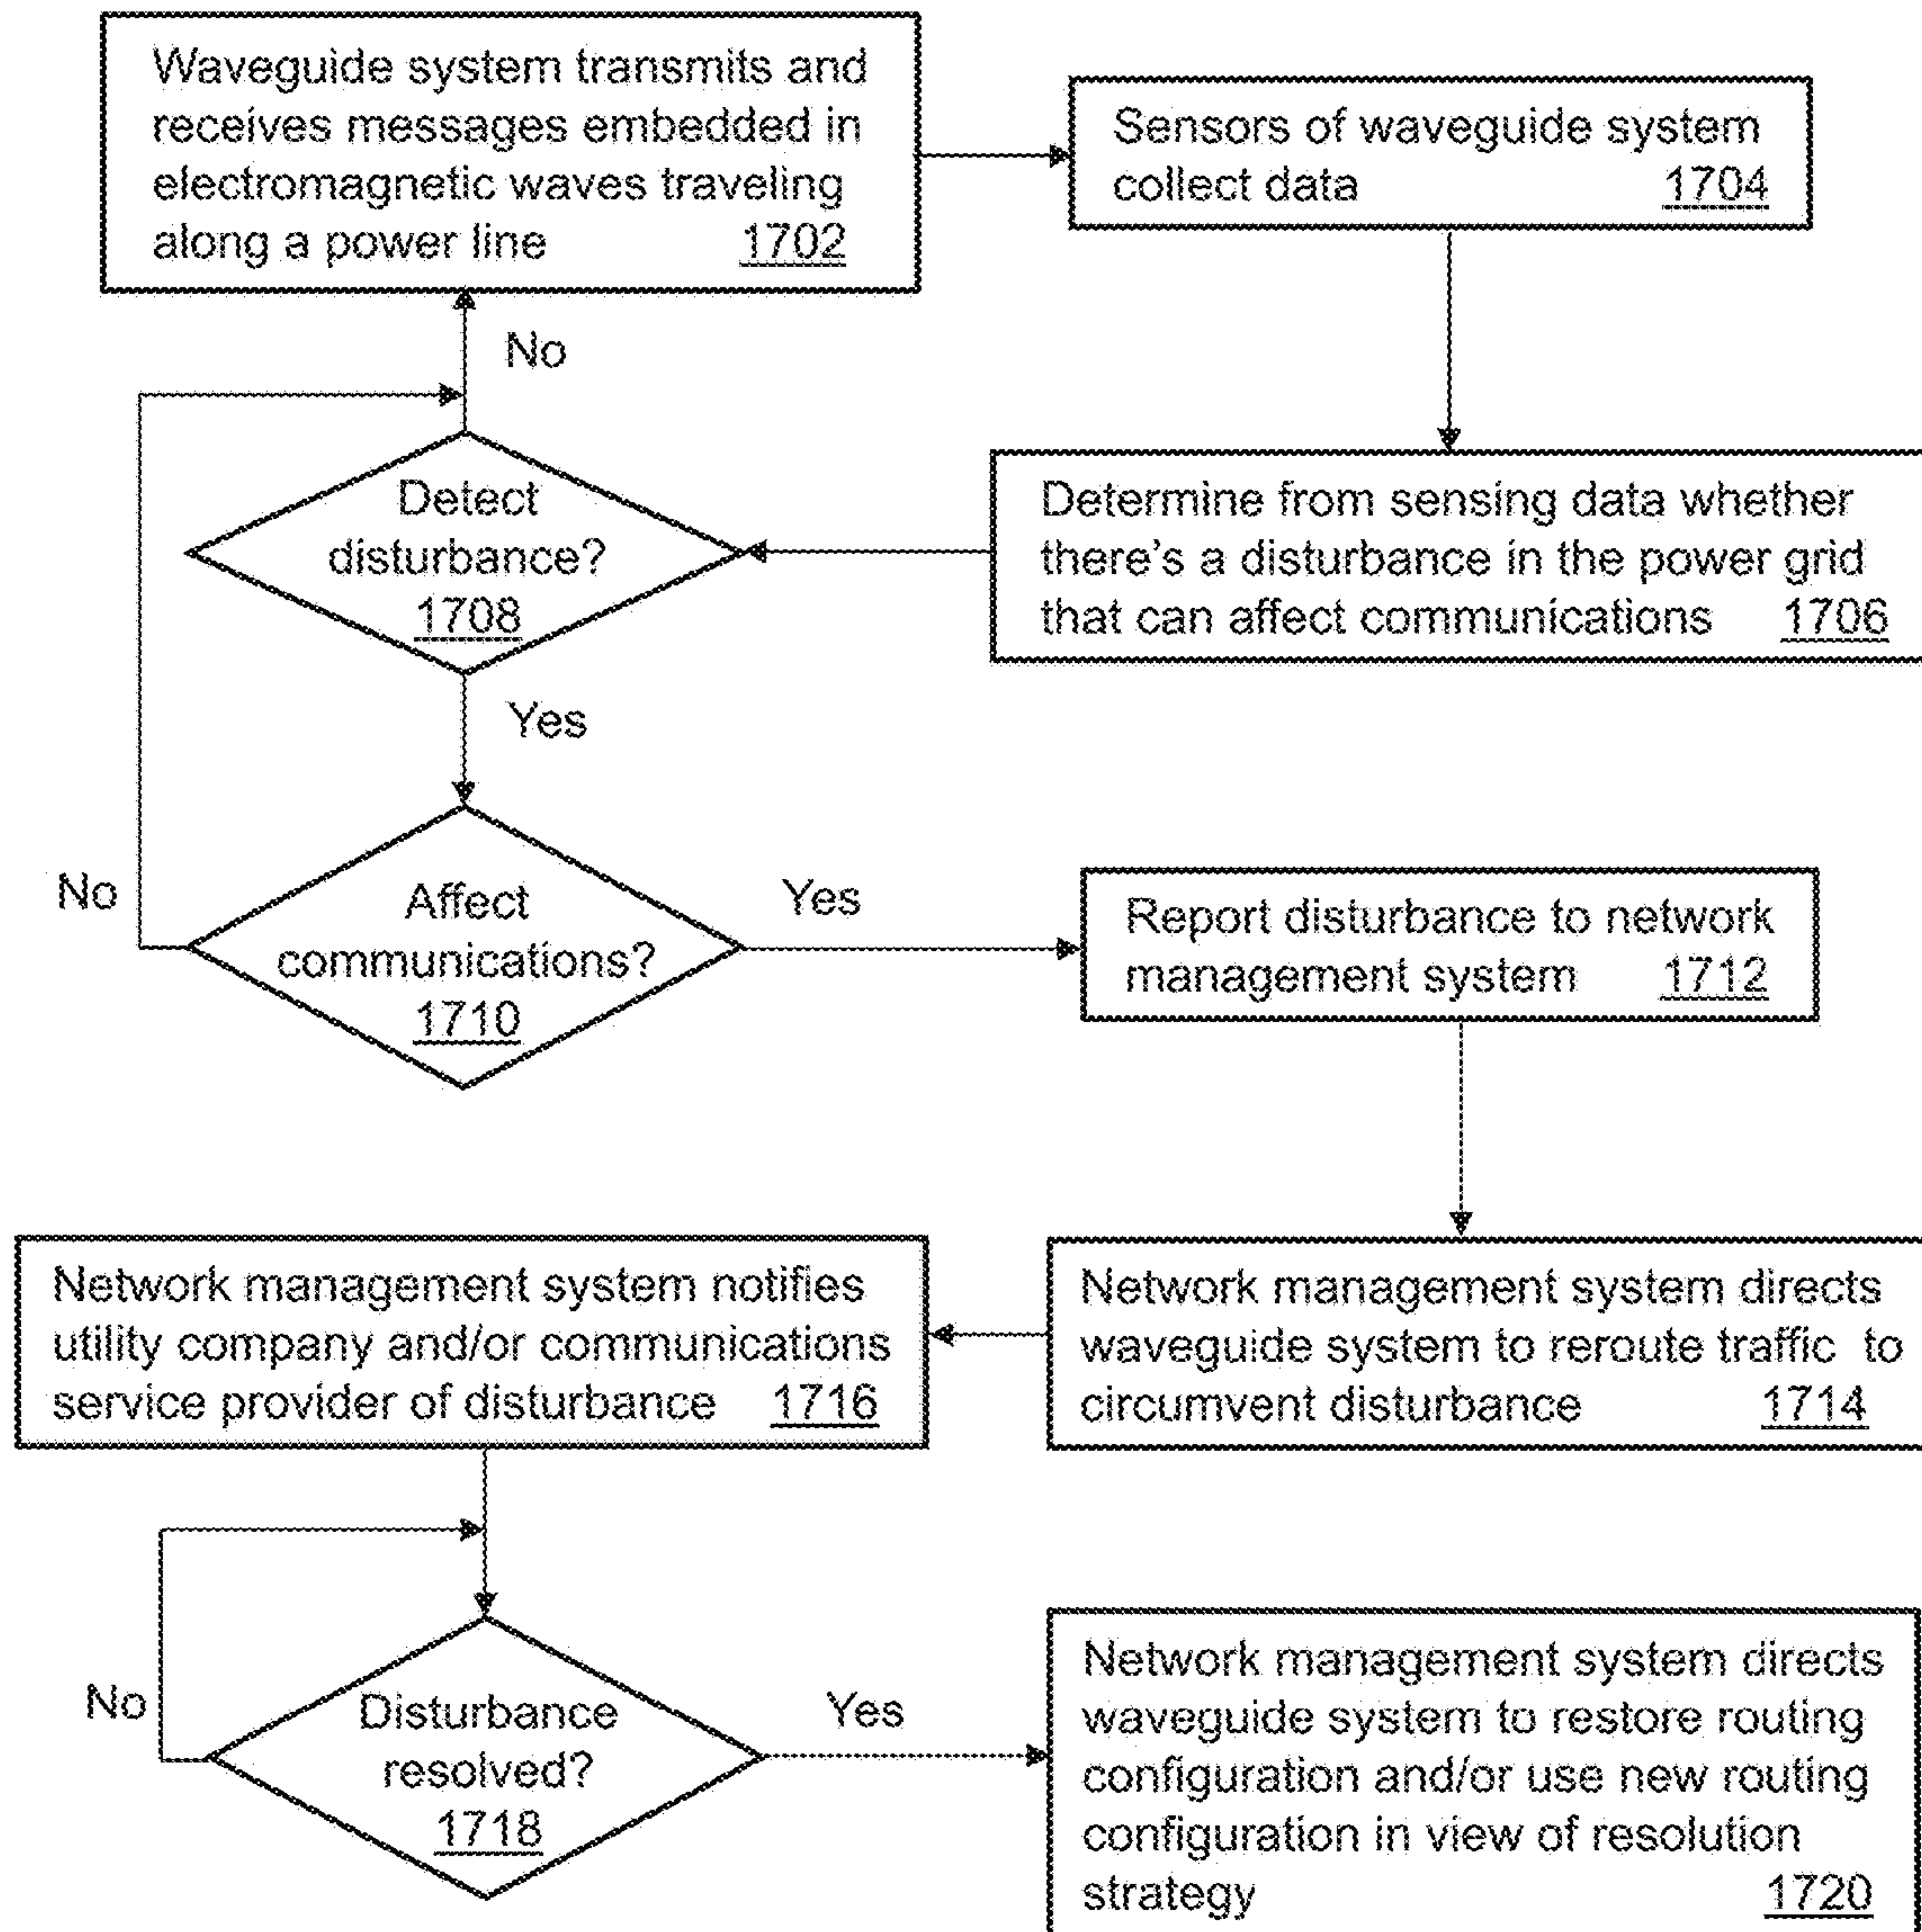 Waveguide system transmits and
receives messages embedded in
electromagnetic waves traveling
along a power line 1702
Sensors of waveguide system
collect data 1704
Determine from sensing data whether
there's a disturbance in the power grid
that can affect communications 1706
No
Detect
disturbance?
1708
Yes
No
Affect
communications?
1710
Yes
Report disturbance to network
management system 1712
Network management system directs
waveguide system to reroute traffic to
circumvent disturbance 1714
Network management system notifies
utility company and/or communications
service provider of disturbance 1716
No
Disturbance
resolved?
1718
Yes
Network management system directs
waveguide system to restore routing
configuration and/or use new routing
configuration in view of resolution
strategy 1720